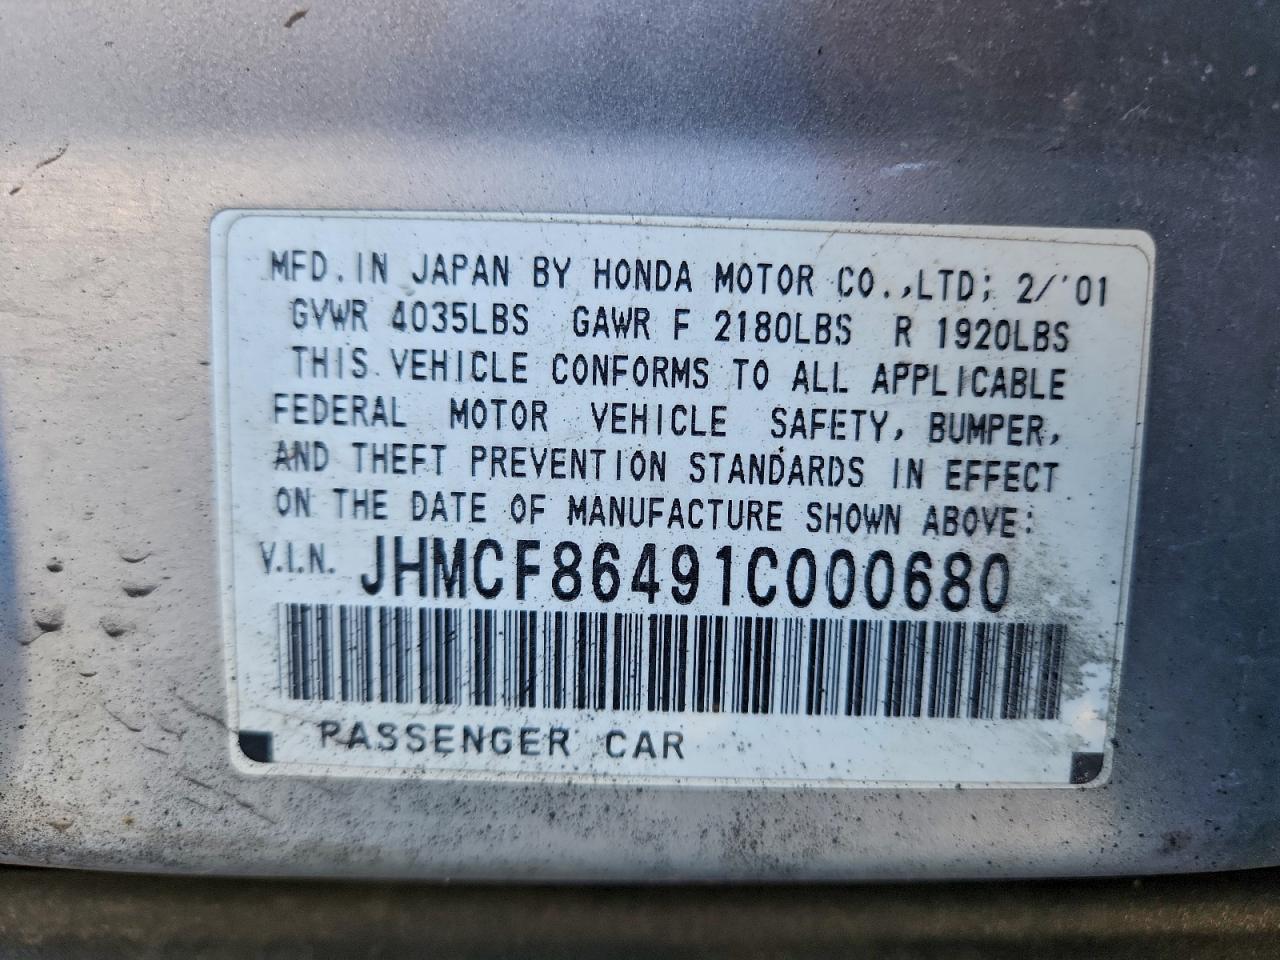 MFD. IN JAPAN BY HONDA MOTOR CO.,LTD; 2/'01
GVWR 4035LBS GAWR F 2180LBS R 1920LBS
THIS VEHICLE CONFORMS TO ALL APPLICABLE
FEDERAL MOTOR VEHICLE SAFETY, BUMPER,
AND THEFT PREVENTION STANDARDS IN EFFECT
ON THE DATE OF MANUFACTURE SHOWN ABOVE:
V.I.N. JHMCF86491C000680
PASSENGER CAR